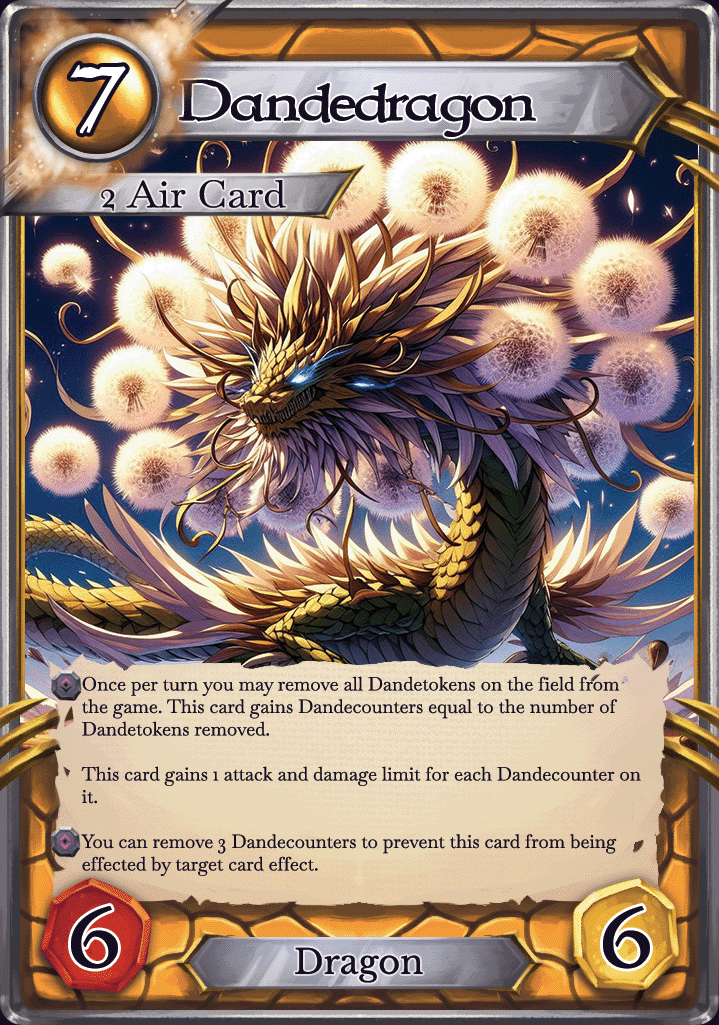 7
Dandedragon
2 Air Card
Once per turn you may remove all Dandetokens on the field from
the game. This card gains Dandecounters equal to the number of
Dandetokens removed.
This card gains 1 attack and damage limit for each Dandecounter on
it.
You can remove 3 Dandecounters to prevent this card from being
effected by target card effect.
6
Dragon
6